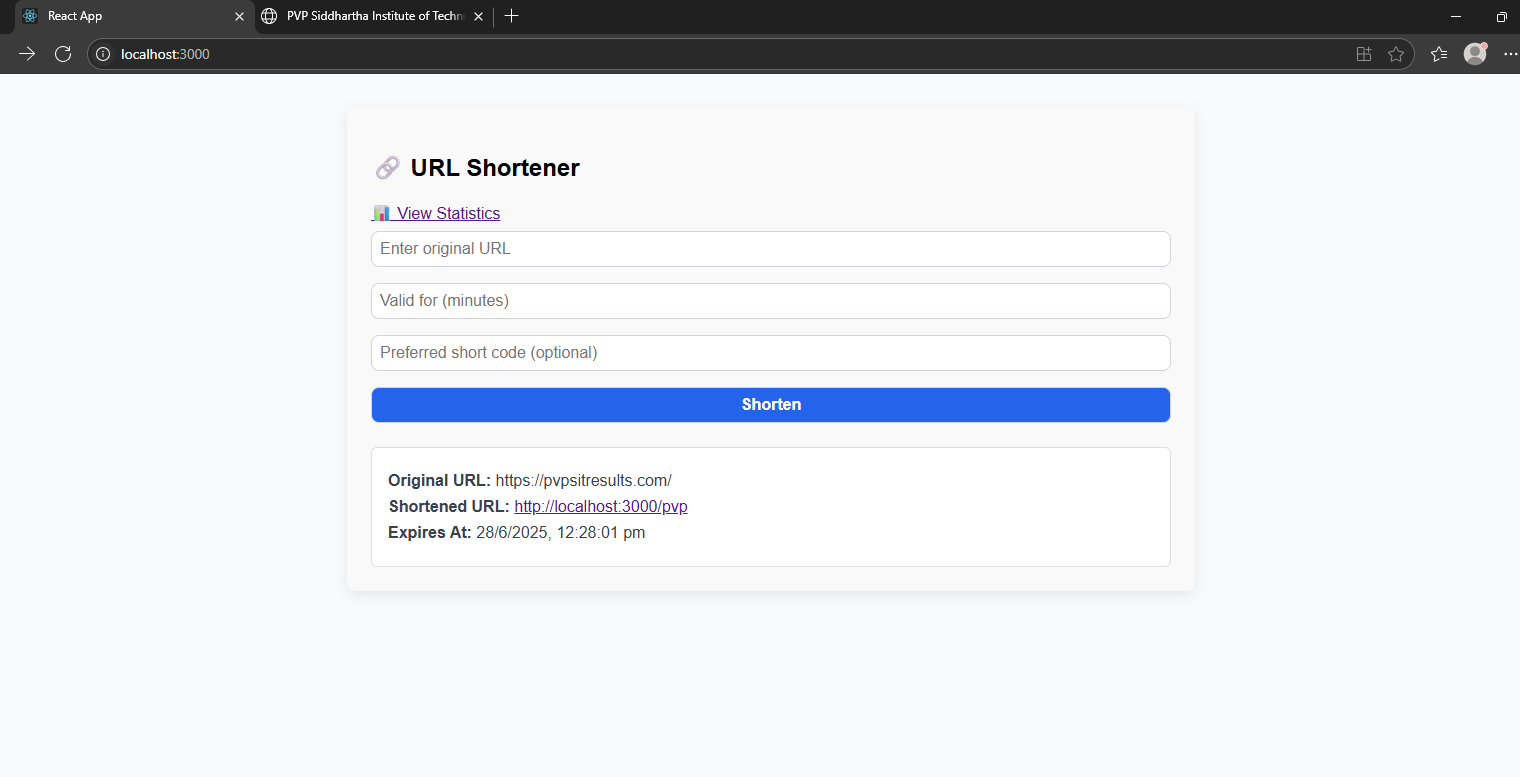 React App
PVP Siddhartha Institute of Techn
localhost:3000
🔗 URL Shortener
📊 View Statistics
Enter original URL
Valid for (minutes)
Preferred short code (optional)
Shorten
Original URL: https://pvpsitresults.com/
Shortened URL: http://localhost:3000/pvp
Expires At: 28/6/2025, 12:28:01 pm